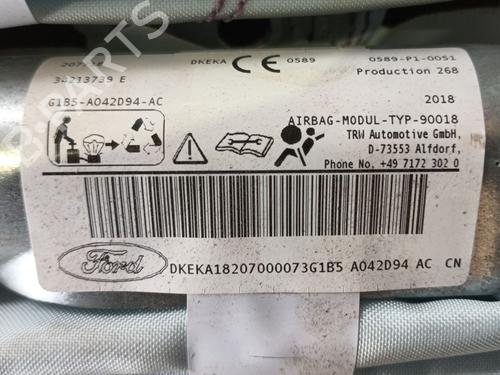 DKEKA CE 0589 0589-P1-0051
34213739 E Production 268
G1B5-A042D94-AC 2018
AIRBAG-MODUL-TYP-90018
TRW Automotive GmbH,
D-73553 Alfdorf,
Phone No. +49 7172 302 0
Ford DKEKA18207000073G1B5 A042D94 AC CN